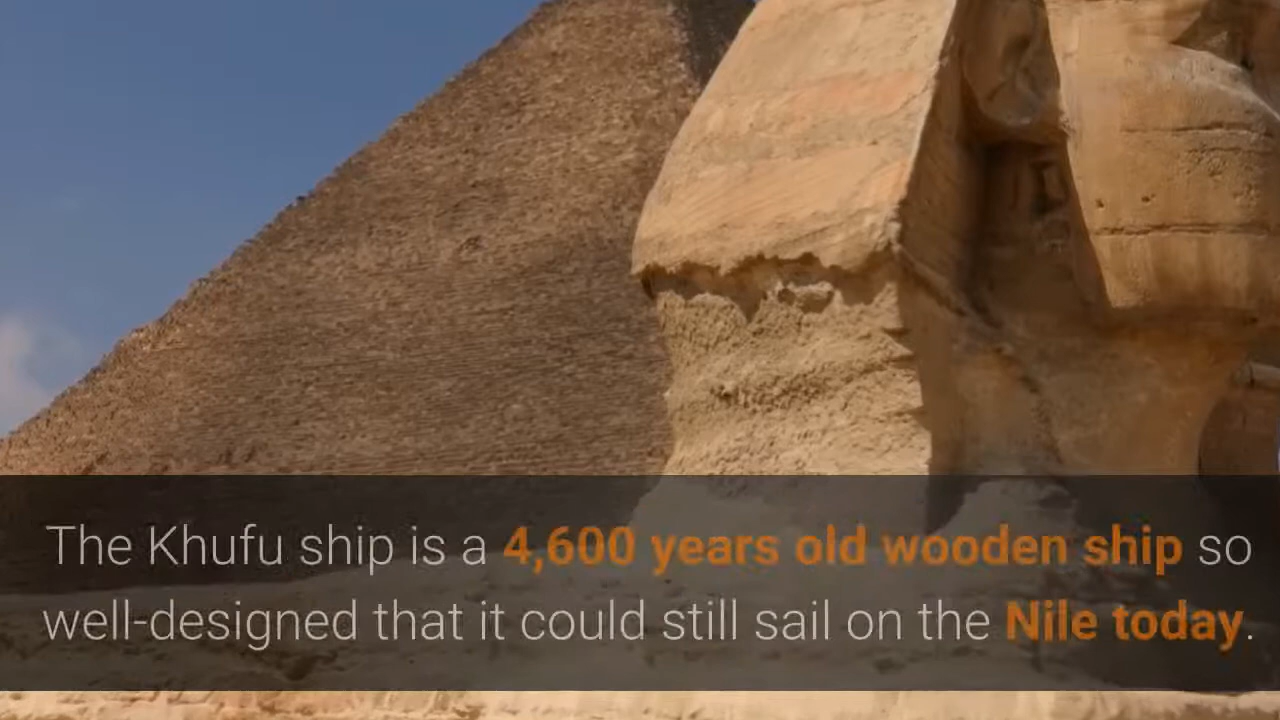 The Khufu ship is a 4,600 years old wooden ship so
well-designed that it could still sail on the Nile today.